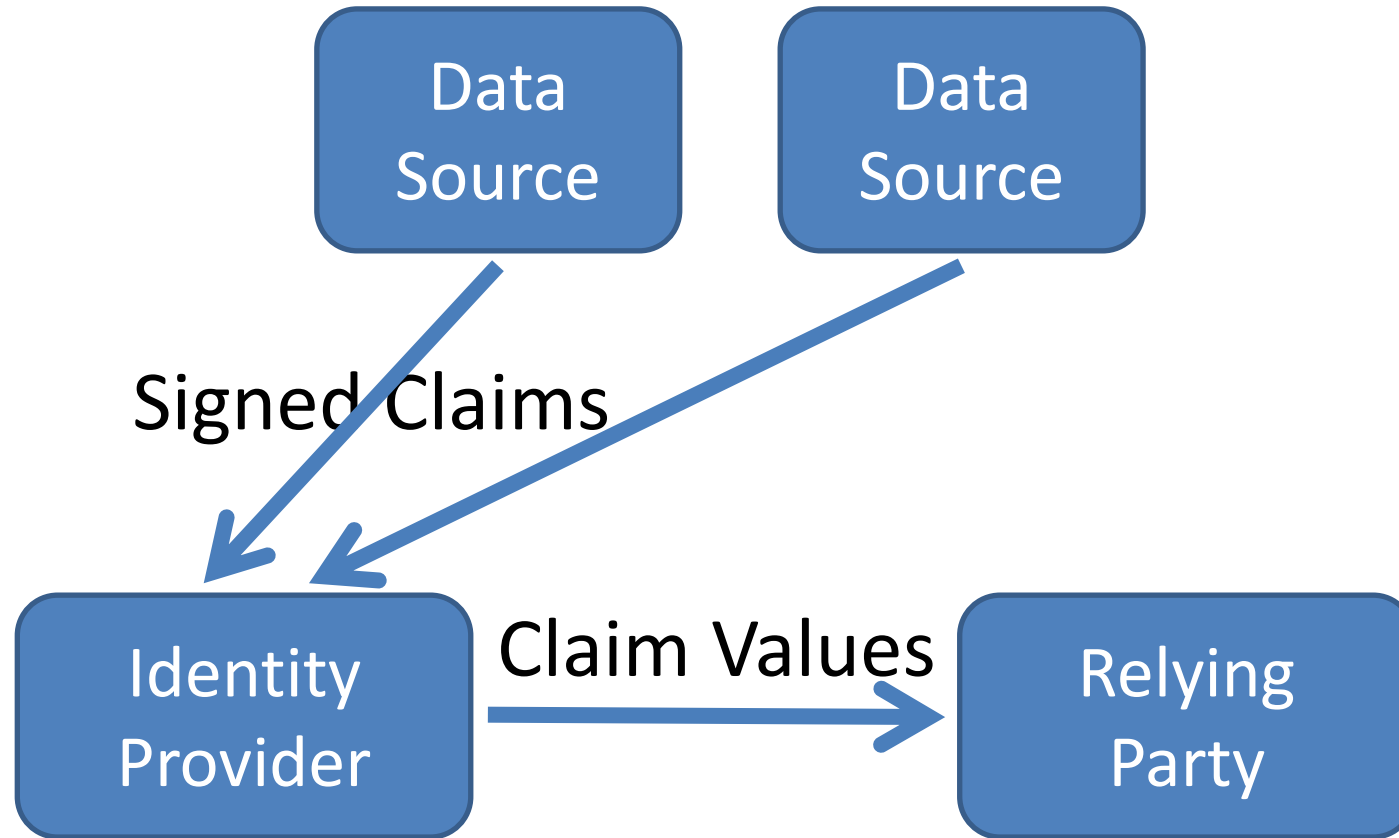 Data
Source
Data
Source
Signed Claims
Identity
Provider
Claim Values
Relying
Party